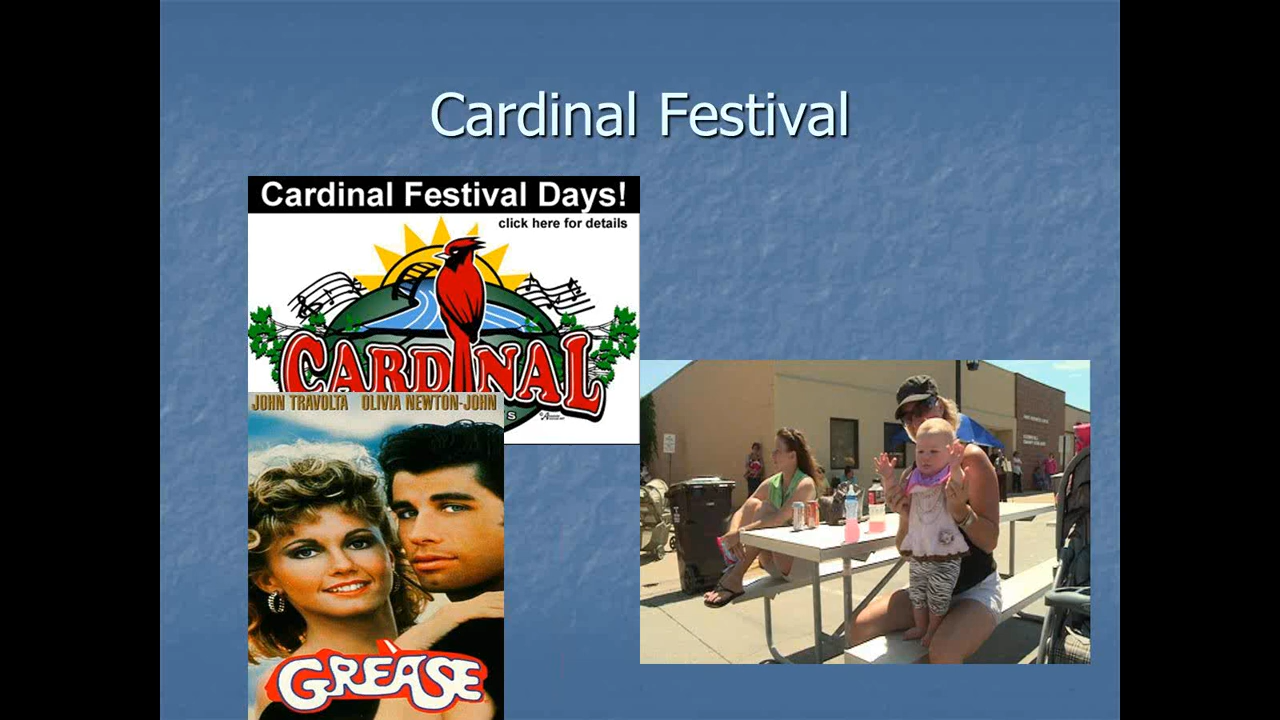 Cardinal Festival
Cardinal Festival Days!
click here for details
CARDINAL
JOHN TRAVOLTA OLIVIA NEWTON-JOHN
GREASE